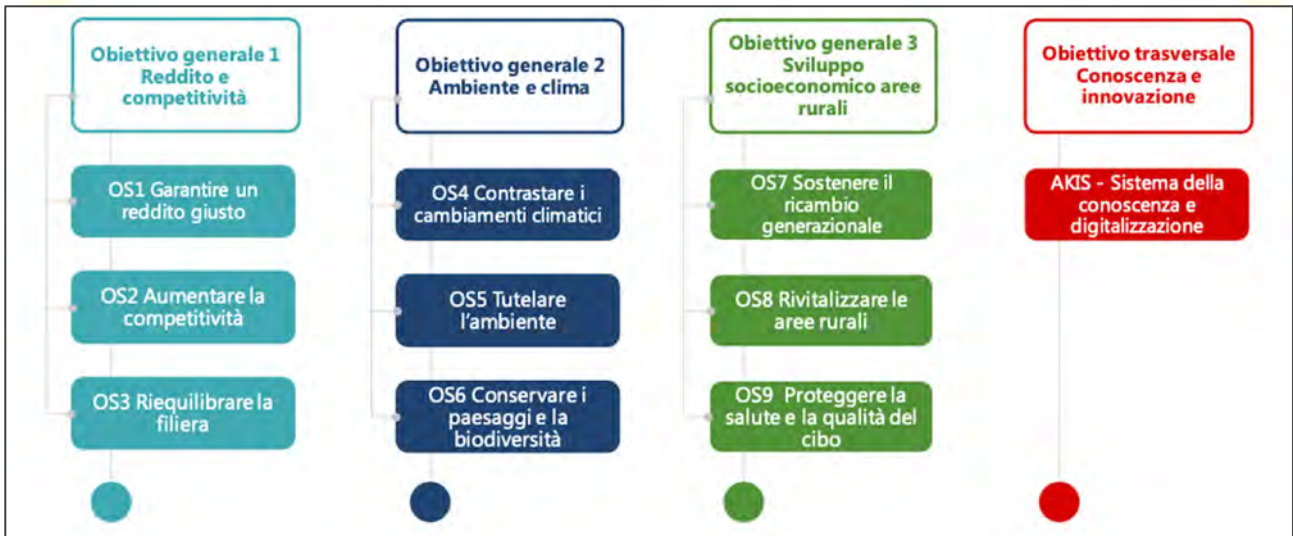 Obiettivo generale 1
Reddito e
competitività
OS1 Garantire un
reddito giusto
OS2 Aumentare la
competitività
OS3 Riequilibrare la
filiera
Obiettivo generale 2
Ambiente e clima
OS4 Contrastare i
cambiamenti climatici
OS5 Tutelare
l'ambiente
OS6 Conservare i
paesaggi e la
biodiversità
Obiettivo generale 3
Sviluppo
socioeconomico aree
rurali
OS7 Sostenere il
ricambio
generazionale
OS8 Rivitalizzare le
aree rurali
OS9 Proteggere la
salute e la qualità del
cibo
Obiettivo trasversale
Conoscenza e
innovazione
AKIS - Sistema della
conoscenza e
digitalizzazione